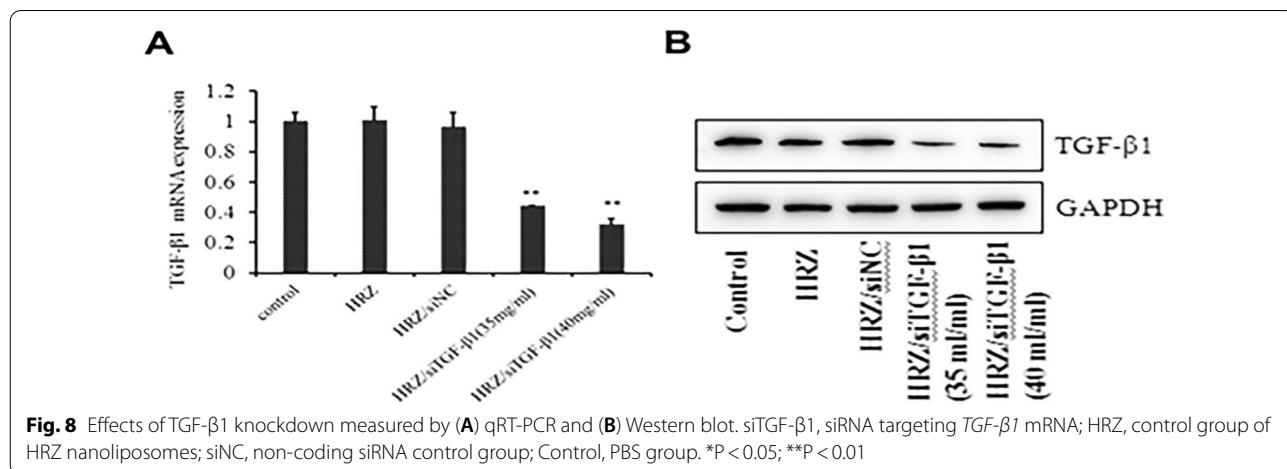 A
B
TGF-β1 mRNA expression
1.2
1
0.8
0.6
0.4
0.2
0
**
**
control
HRZ
HRZ/siNC
HRZ/siTGF-β1(35mg/ml)
HRZ/siTGF-β1(40mg/ml)
TGF-β1
GAPDH
Control
HRZ
HRZ/siNC
HRZ/siTGF-β1
(35 ml/ml)
HRZ/siTGF-β1
(40 ml/ml)
Fig. 8 Effects of TGF-β1 knockdown measured by (A) qRT-PCR and (B) Western blot. siTGF-β1, siRNA targeting TGF-β1 mRNA; HRZ, control group of
HRZ nanoliposomes; siNC, non-coding siRNA control group; Control, PBS group. *P < 0.05; **P < 0.01